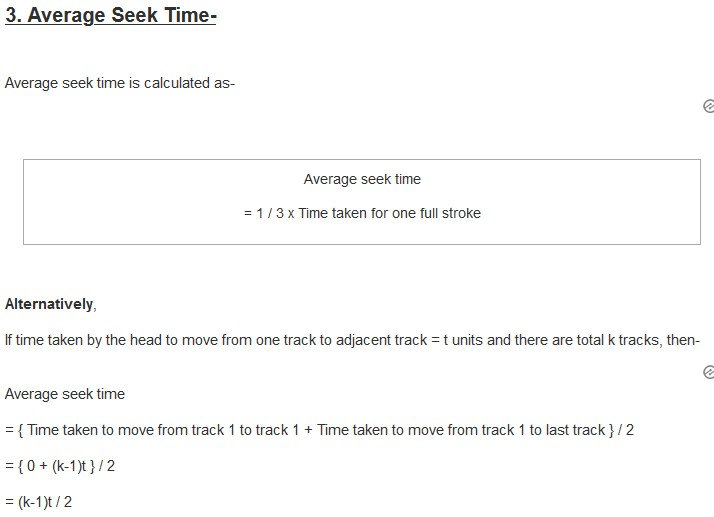 3. Average Seek Time-
Average seek time is calculated as-
Average seek time
= 1 / 3 x Time taken for one full stroke
Alternatively,
If time taken by the head to move from one track to adjacent track = t units and there are total k tracks, then-
Average seek time
= { Time taken to move from track 1 to track 1 + Time taken to move from track 1 to last track } / 2
= { 0 + (k-1)t } / 2
= (k-1)t / 2